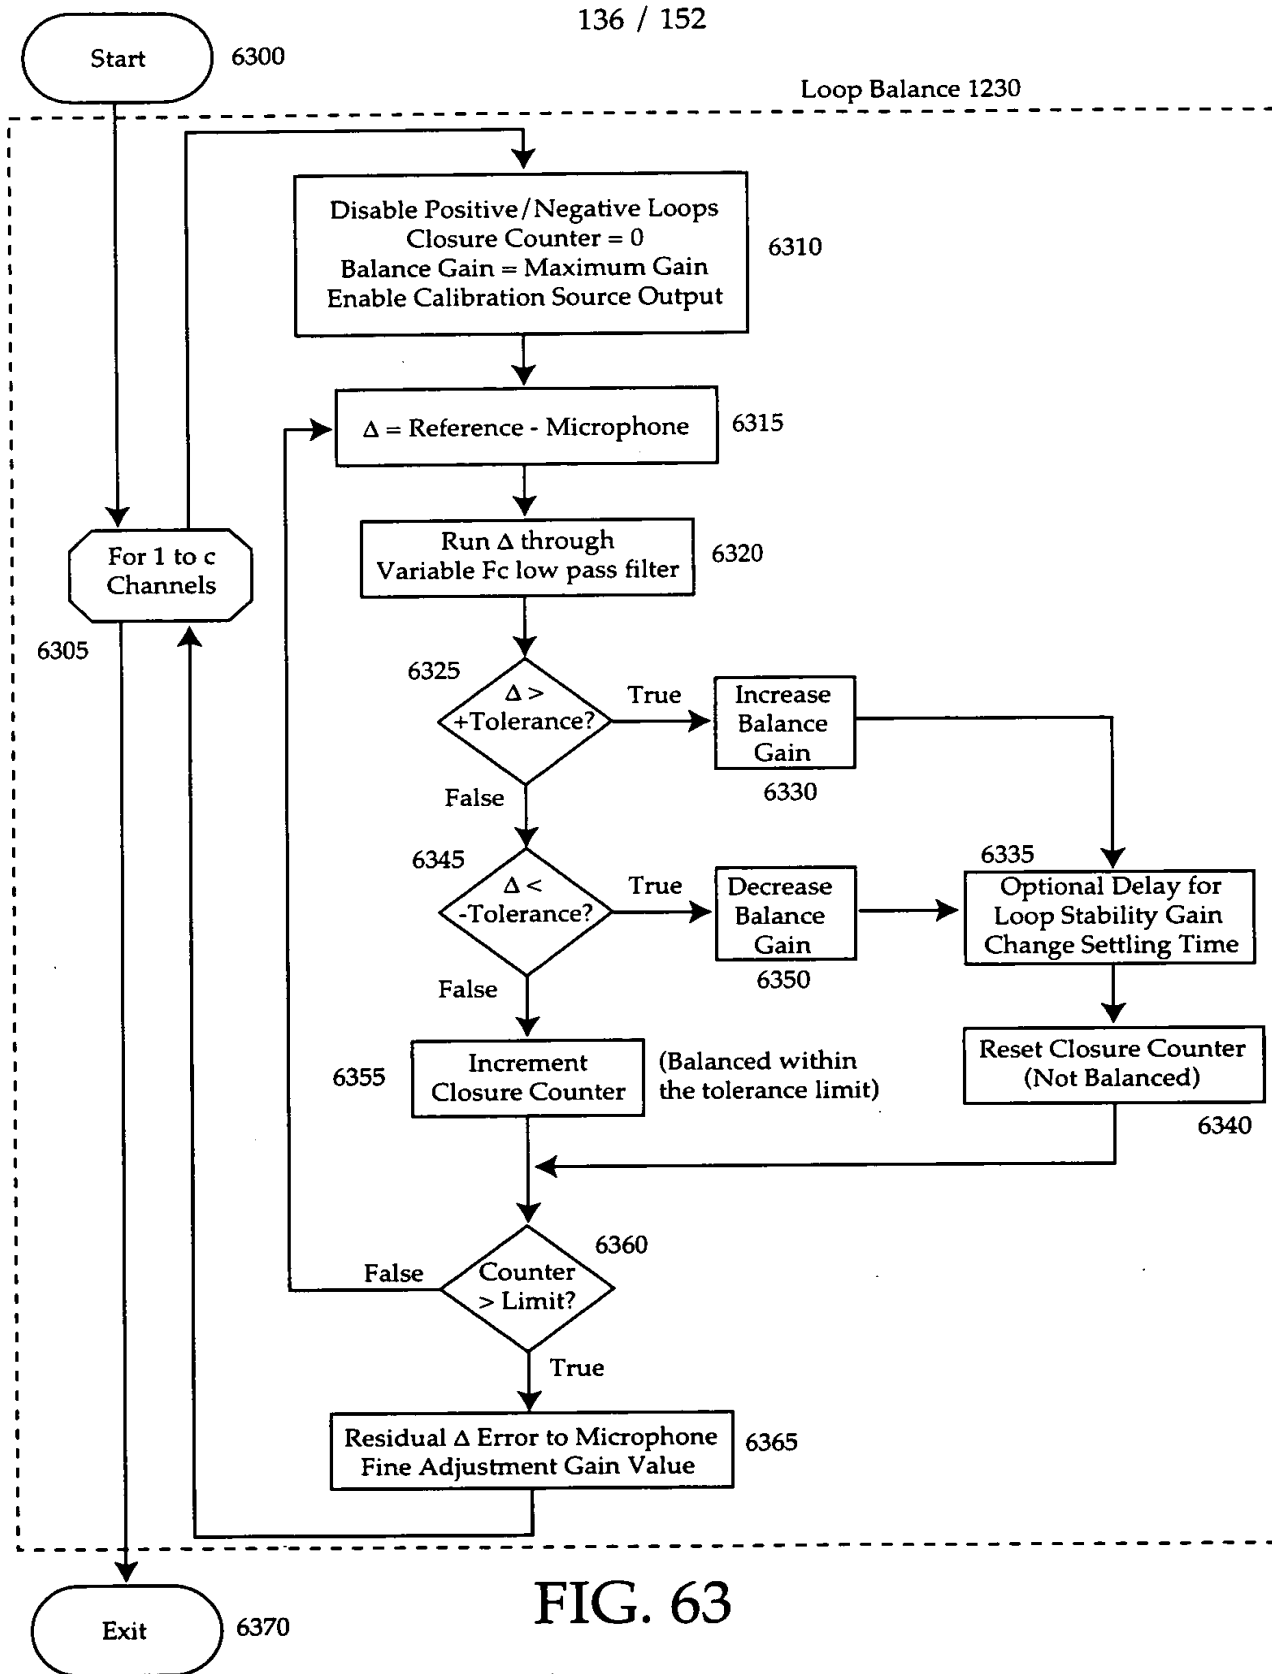 136 / 152
Start
6300
Loop Balance 1230
Disable Positive/Negative Loops
Closure Counter = 0
Balance Gain = Maximum Gain
Enable Calibration Source Output
6310
Δ = Reference - Microphone
6315
For 1 to c
Channels
6305
Run Δ through
Variable Fc low pass filter
6320
6325
Δ >
+Tolerance?
True
Increase
Balance
Gain
6330
False
6345
Δ <
-Tolerance?
True
Decrease
Balance
Gain
6350
6335
Optional Delay for
Loop Stability Gain
Change Settling Time
False
6355
Increment
Closure Counter
(Balanced within
the tolerance limit)
Reset Closure Counter
(Not Balanced)
6340
6360
False
Counter
> Limit?
True
Residual Δ Error to Microphone
Fine Adjustment Gain Value
6365
Exit
6370
FIG. 63